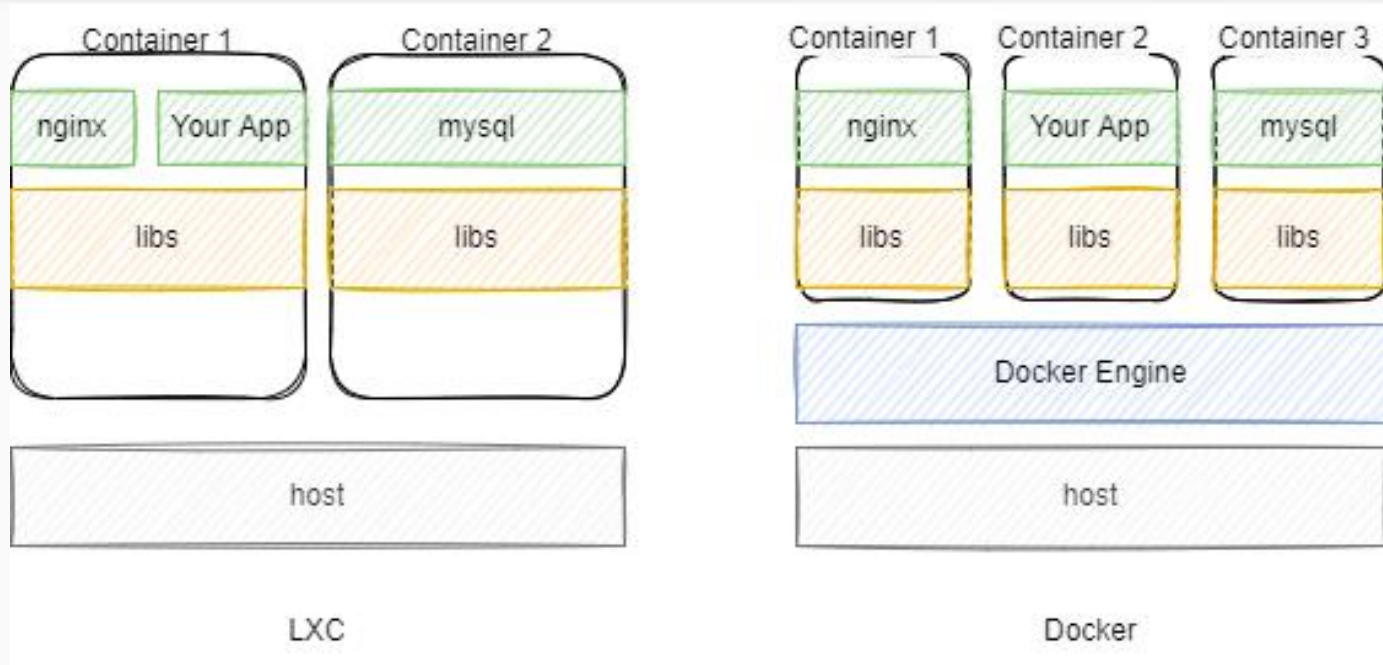 Container 1
Container 2
nginx
Your App
mysql
libs
libs
host
LXC
Container 1
Container 2
Container 3
nginx
Your App
mysql
libs
libs
libs
Docker Engine
host
Docker